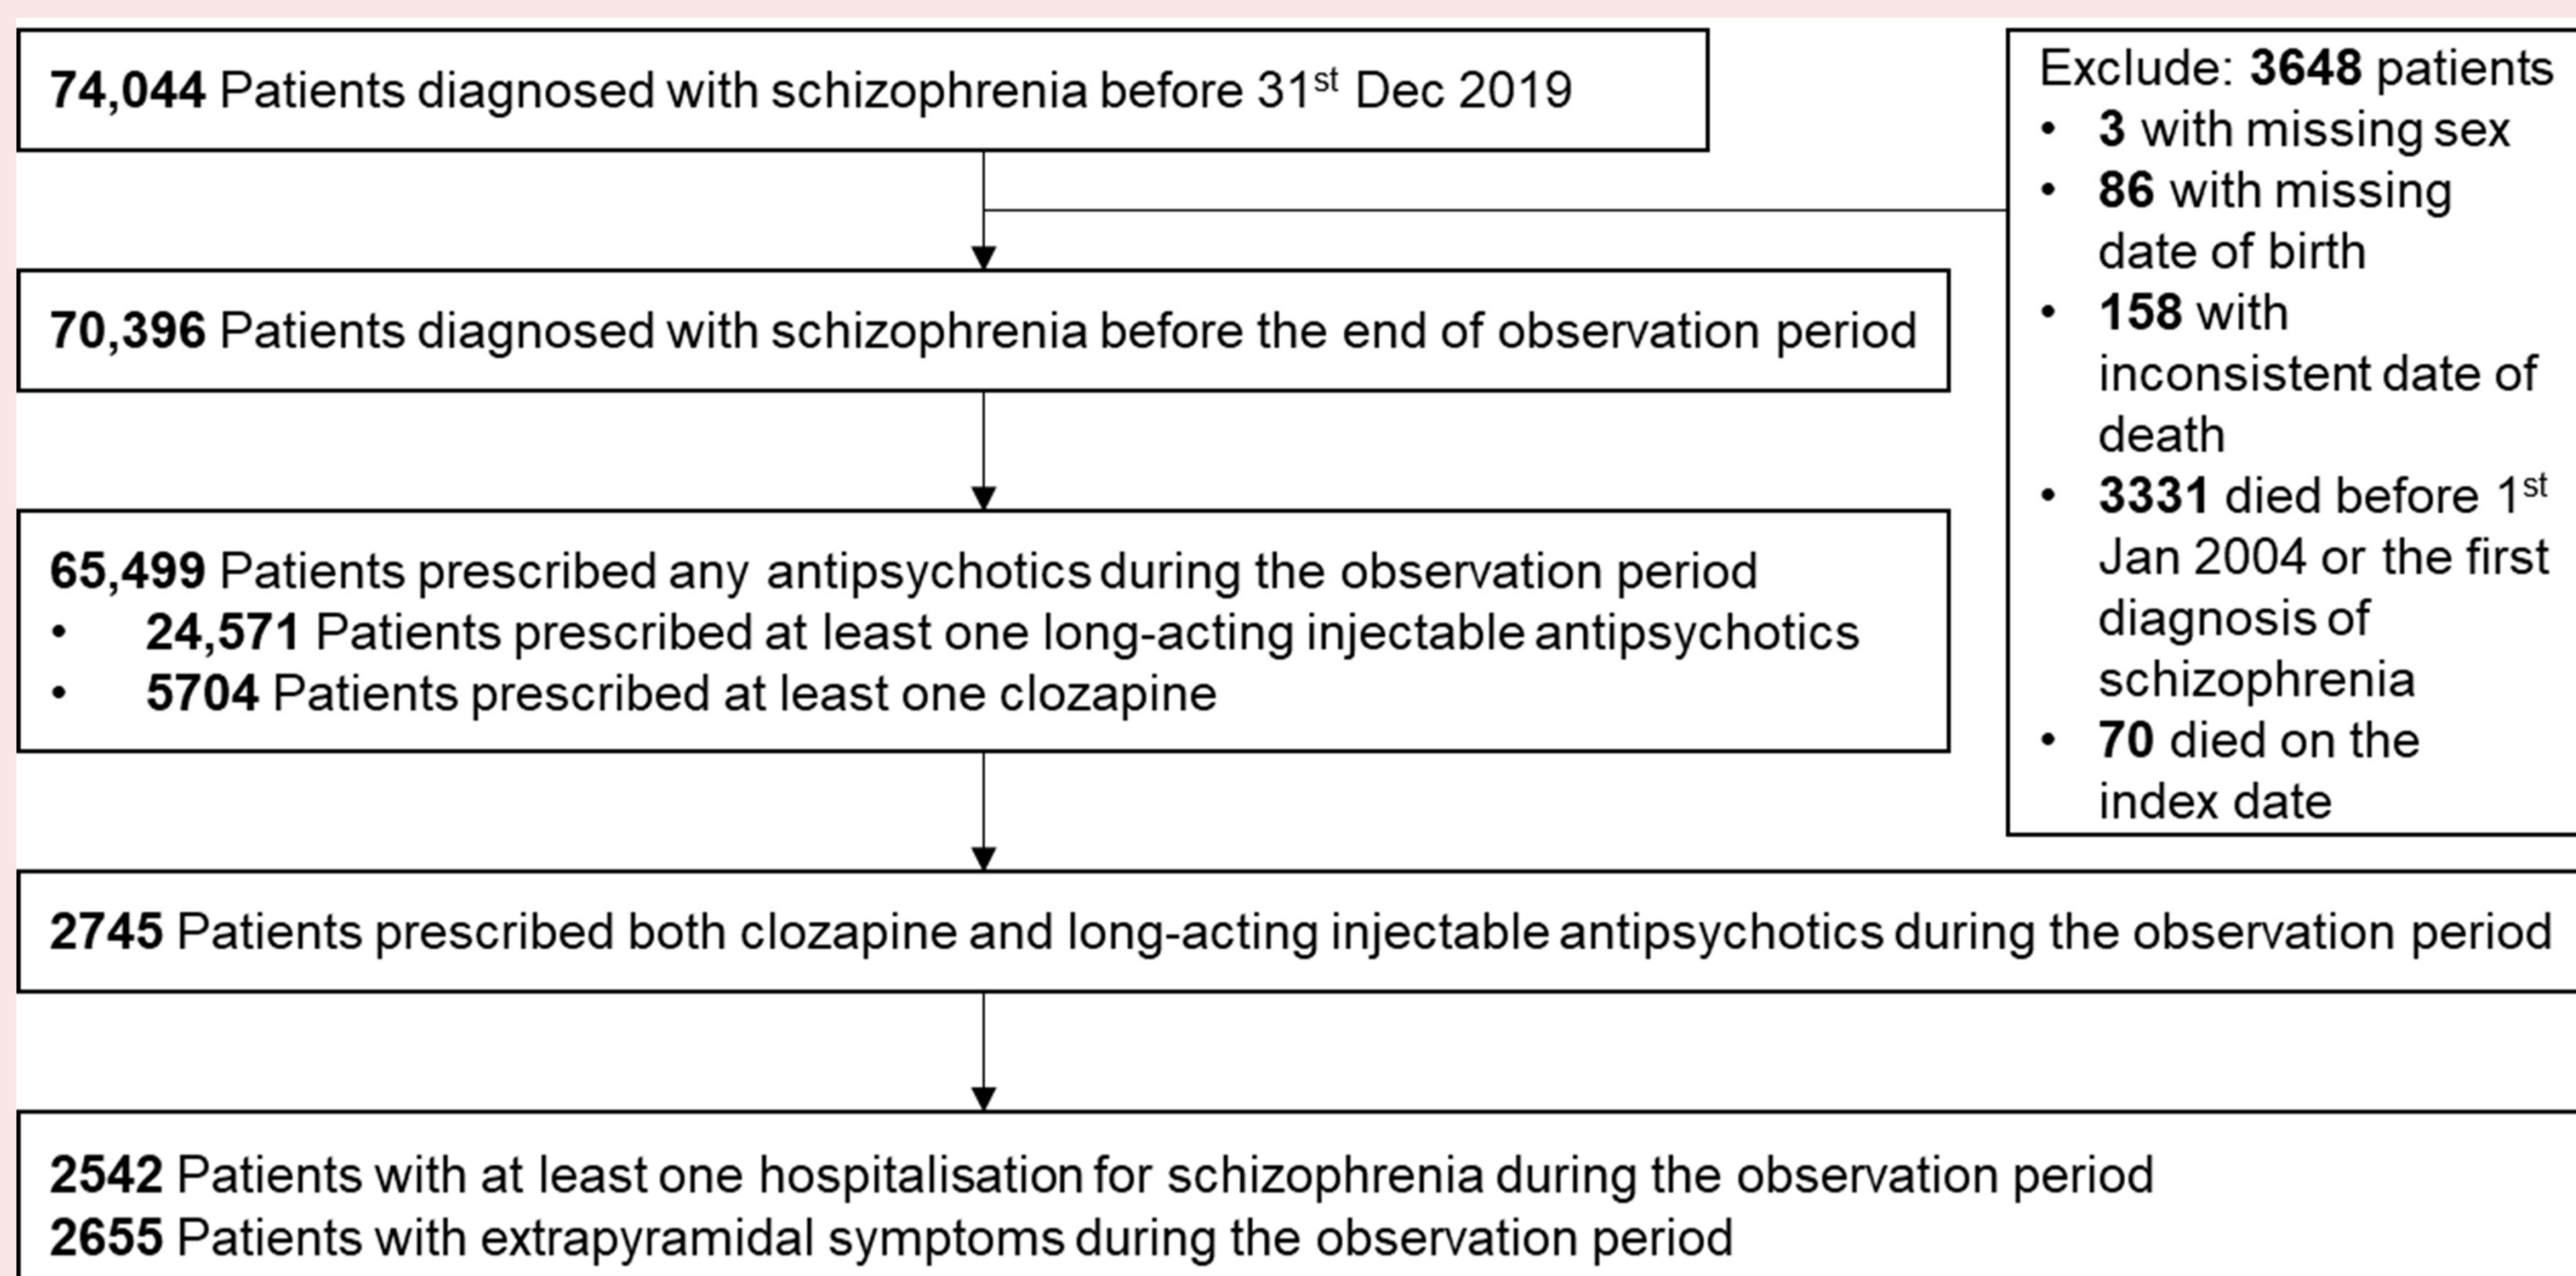 74,044 Patients diagnosed with schizophrenia before 31st Dec 2019
Exclude: 3648 patients
• 3 with missing sex
• 86 with missing
date of birth
• 158 with
inconsistent date of
death
• 3331 died before 1st
Jan 2004 or the first
diagnosis of
schizophrenia
• 70 died on the
index date
70,396 Patients diagnosed with schizophrenia before the end of observation period
65,499 Patients prescribed any antipsychotics during the observation period
• 24,571 Patients prescribed at least one long-acting injectable antipsychotics
• 5704 Patients prescribed at least one clozapine
2745 Patients prescribed both clozapine and long-acting injectable antipsychotics during the observation period
2542 Patients with at least one hospitalisation for schizophrenia during the observation period
2655 Patients with extrapyramidal symptoms during the observation period